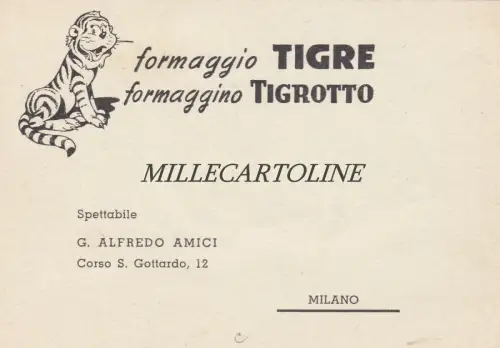 formaggio TIGRE
formaggino TIGROTTO
MILLECARTOLINE
Spettabile
G. ALFREDO AMICI
Corso S. Gottardo, 12
MILANO